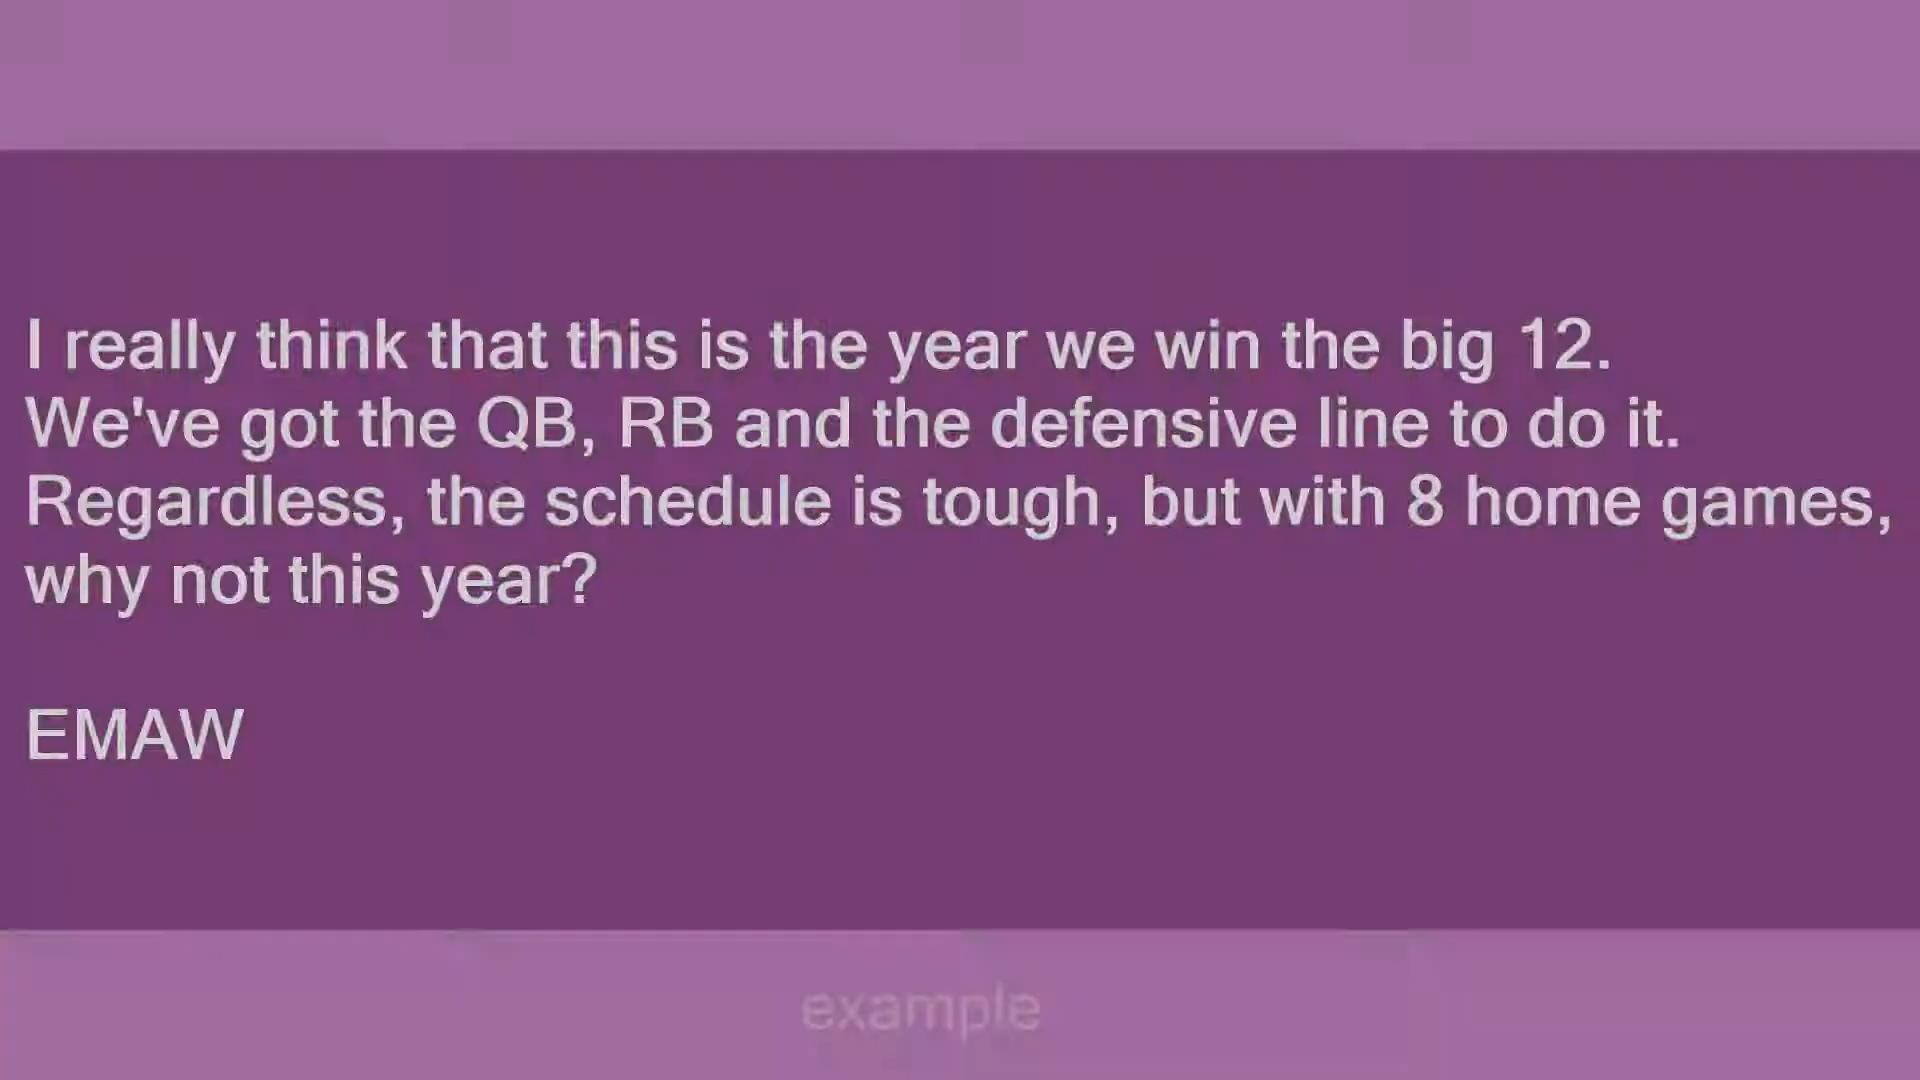 I really think that this is the year we win the big 12.
We've got the QB, RB and the defensive line to do it.
Regardless, the schedule is tough, but with 8 home games,
why not this year?
EMAW
example